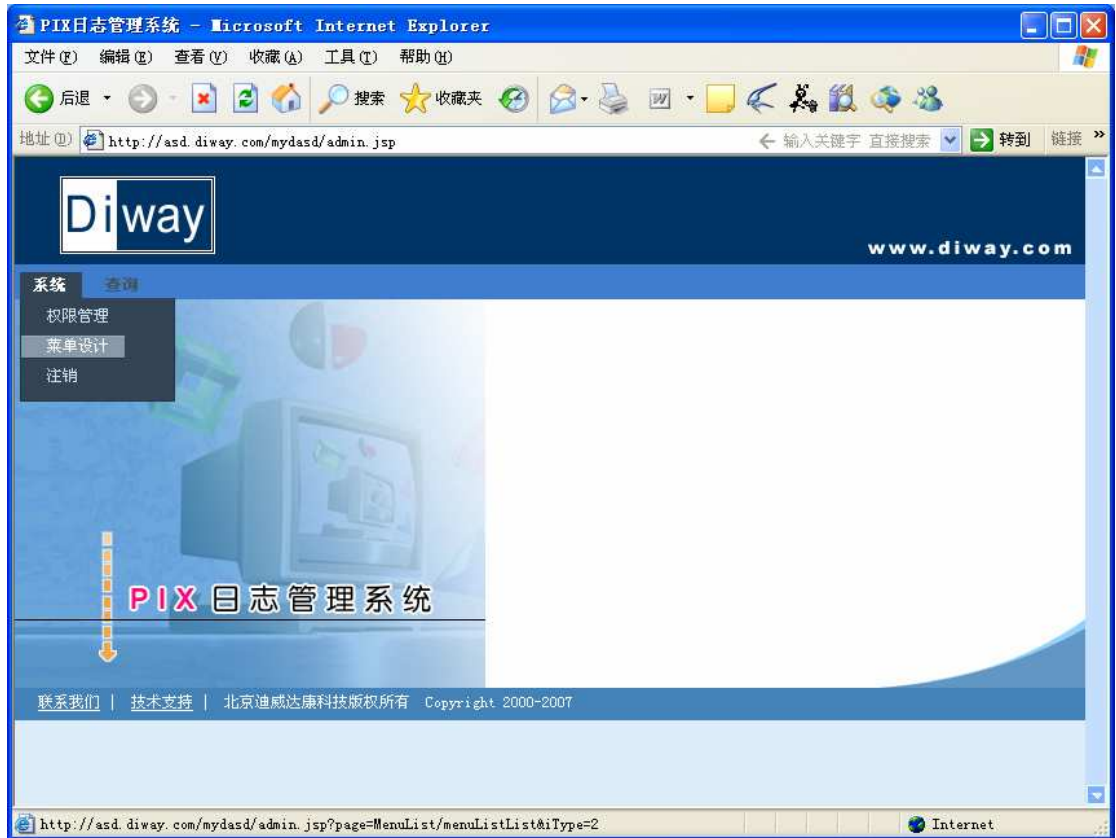 PIX日志管理系统 - Microsoft Internet Explorer
文件(F) 编辑(E) 查看(V) 收藏(A) 工具(T) 帮助(H)
后退 搜索 收藏夹
地址(D) http://asd.diway.com/mydasd/admin.jsp 输入关键字 直接搜索 转到 链接 »
Diway
www.diway.com
系统 查询
权限管理
菜单设计
注销
PIX日志管理系统
联系我们 | 技术支持 | 北京迪威达康科技版权所有 Copyright 2000-2007
http://asd.diway.com/mydasd/admin.jsp?page=MenuList/menuListList&iType=2 Internet